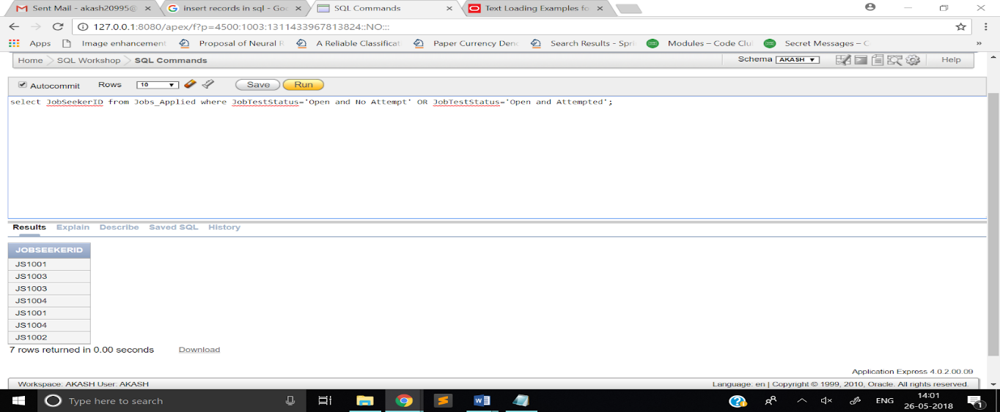 Sent Mail - akash20995@ insert records in sql - Goo SQL Commands Text Loading Examples fo
127.0.0.1:8080/apex/f?p=4500:1003:1311433967813824::NO:::
Apps Image enhancement Proposal of Neural A Reliable Classificat Paper Currency Deno Search Results - Spri Modules – Code Clu Secret Messages –
Home SQL Workshop SQL Commands Schema AKASH Help
Autocommit Rows 10 Save Run
select JobSeekerID from Jobs_Applied where JobTestStatus='Open and No Attempt' OR JobTestStatus='Open and Attempted';
Results Explain Describe Saved SQL History
JOBSEEKERID
JS1001
JS1003
JS1003
JS1004
JS1001
JS1004
JS1002
7 rows returned in 0.00 seconds Download
Application Express 4.0.2.00.09
Workspace: AKASH User: AKASH Language: en | Copyright © 1999, 2010, Oracle. All rights reserved.
Type here to search ENG 14:01
26-05-2018 1